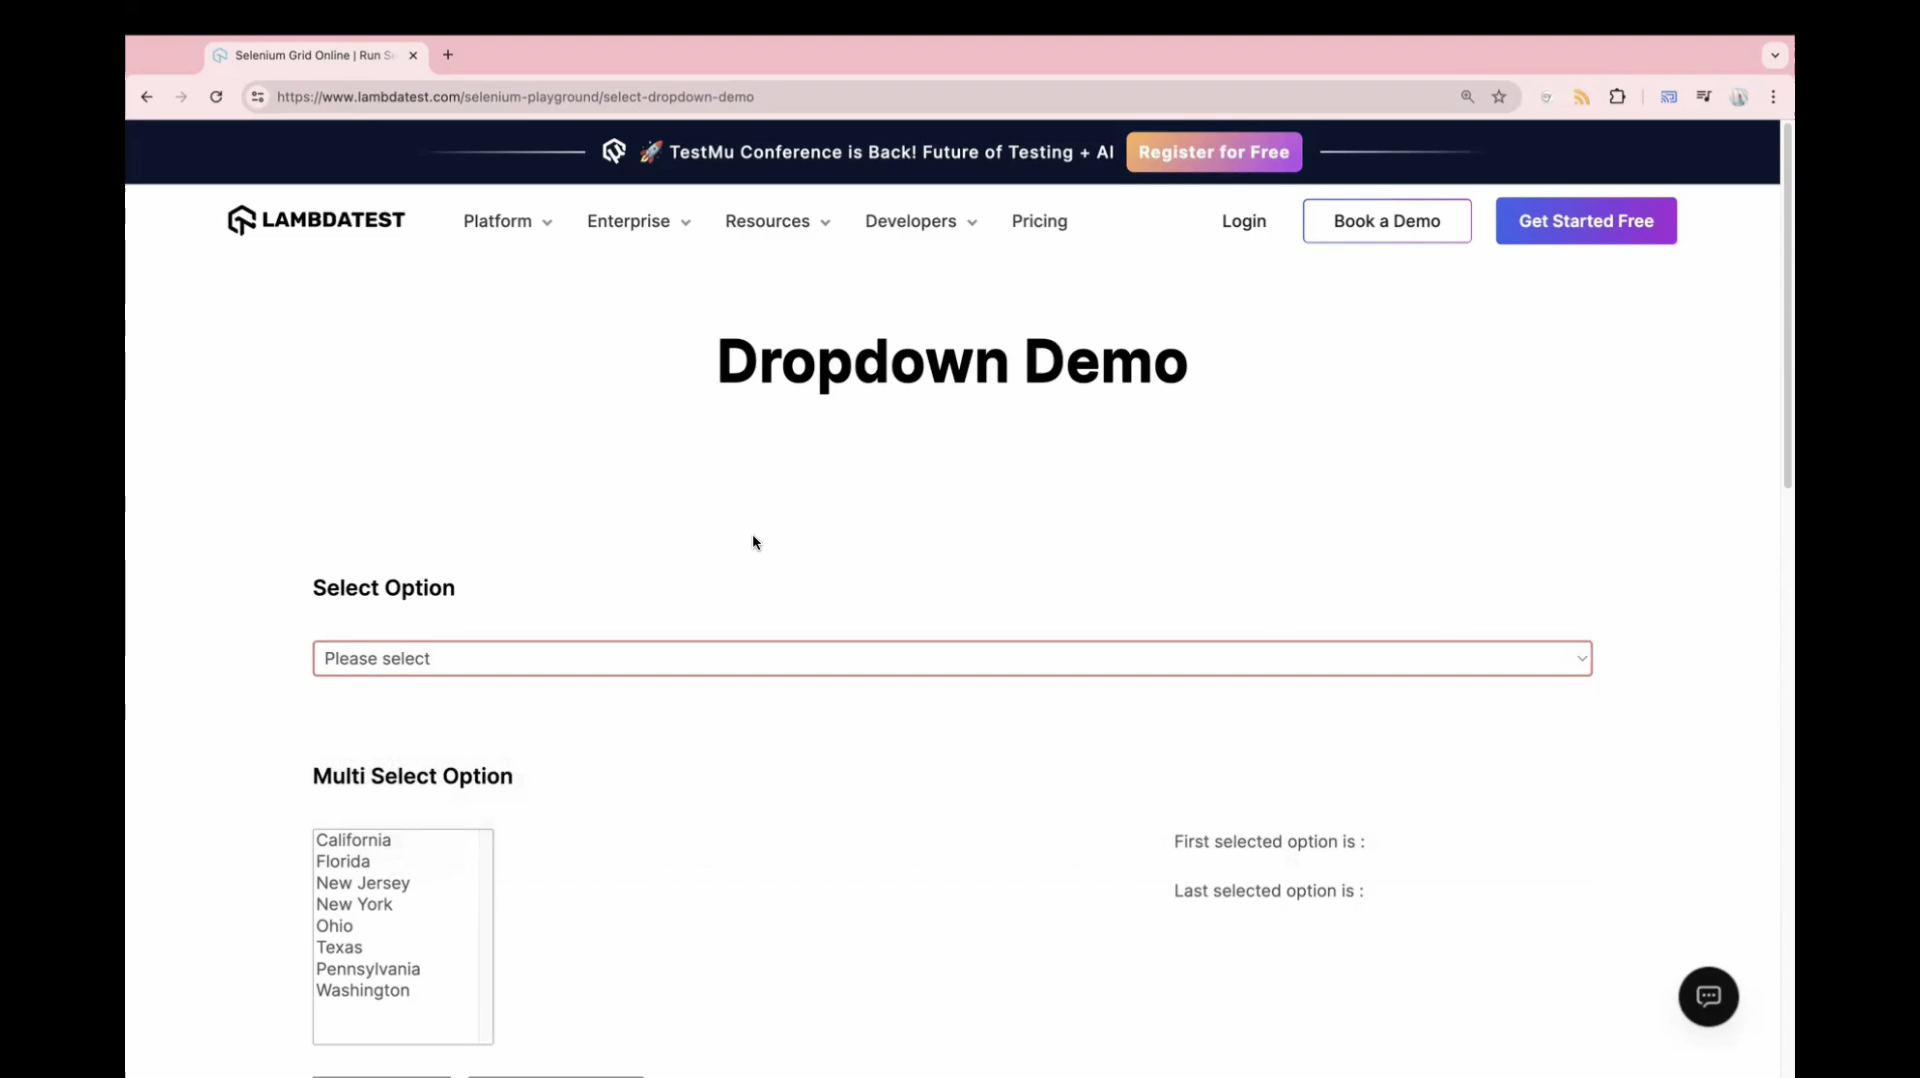 Selenium Grid Online | Run Se
https://www.lambdatest.com/selenium-playground/select-dropdown-demo
🚀 TestMu Conference is Back! Future of Testing + AI Register for Free
LAMBDATEST Platform Enterprise Resources Developers Pricing Login Book a Demo Get Started Free
Dropdown Demo
Select Option
Please select
Multi Select Option
California
Florida
New Jersey
New York
Ohio
Texas
Pennsylvania
Washington
First selected option is :
Last selected option is :